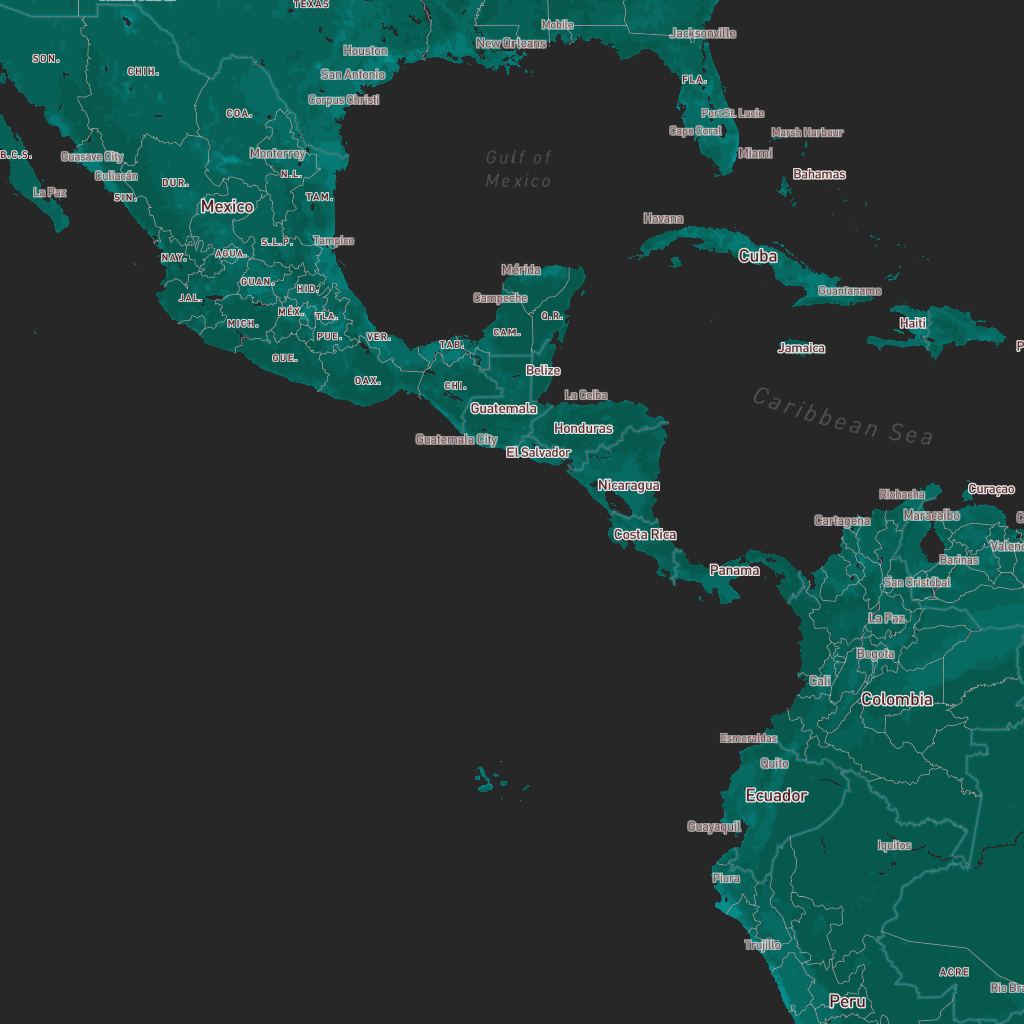 TEXAS
Mobile
Jacksonville
New Orleans
Houston
SON.
CHIH.
San Antonio
FLA.
Corpus Christi
COA.
Port St. Lucie
Cape Coral
Marsh Harbour
Monterrey
Miami
B.C.S.
Guasave City
Gulf of
Mexico
Culiacán
N.L.
Bahamas
DUR.
La Paz
SIN.
TAM.
Mexico
Havana
S.L.P.
Tampico
AGUA.
NAY.
Cuba
Mérida
GUAN.
HID.
Guantanamo
JAL.
Campeche
MÉX.
TLA.
Q.R.
MICH.
Haiti
PUE.
VER.
CAM.
TAB.
Jamaica
P
GUE.
Belize
OAX.
CHI.
La Ceiba
Caribbean Sea
Guatemala
Honduras
Guatemala City
El Salvador
Nicaragua
Curaçao
Riohacha
Maracaibo
C
Cartagena
Costa Rica
Valenc
Barinas
Panama
San Cristóbal
La Paz
Bogota
Cali
Colombia
Esmeraldas
Quito
Ecuador
Guayaquil
Iquitos
Piura
Trujillo
ACRE
Rio Bra
Peru